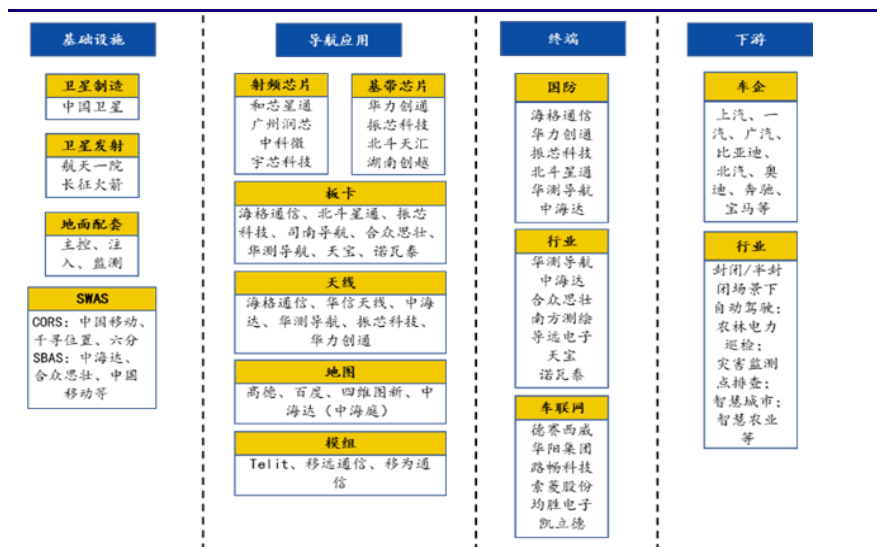 基础设施
卫星制造
中国卫星
卫星发射
航天一院
长征火箭
地面配套
主控、注
入、监测
SWAS
CORS：中国移动、
千寻位置、六分
SBAS：中海达、
合众思壮、中国
移动等
导航应用
射频芯片
和芯星通
广州润芯
中科微
宇芯科技
基带芯片
华力创通
振芯科技
北斗天汇
湖南创越
板卡
海格通信、北斗星通、振芯
科技、司南导航、合众思壮、
华测导航、天宝、诺瓦泰
天线
海格通信、华信天线、中海
达、华测导航、振芯科技、
华力创通
地图
高德、百度、四维图新、中
海达（中海庭）
模组
Telit、移远通信、移为通
信
终端
国防
海格通信
华力创通
振芯科技
北斗星通
华测导航
中海达
行业
华测导航
中海达
合众思壮
南方测绘
导远电子
天宝
诺瓦泰
车联网
德赛西威
华阳集团
路畅科技
索菱股份
均胜电子
凯立德
下游
车企
上汽、一
汽、广汽、
比亚迪、
北汽、奥
迪、奔驰、
宝马等
行业
封闭/半封
闭场景下
自动驾驶；
农林电力
巡检；
灾害监测
点排查；
智慧城市；
智慧农业
等